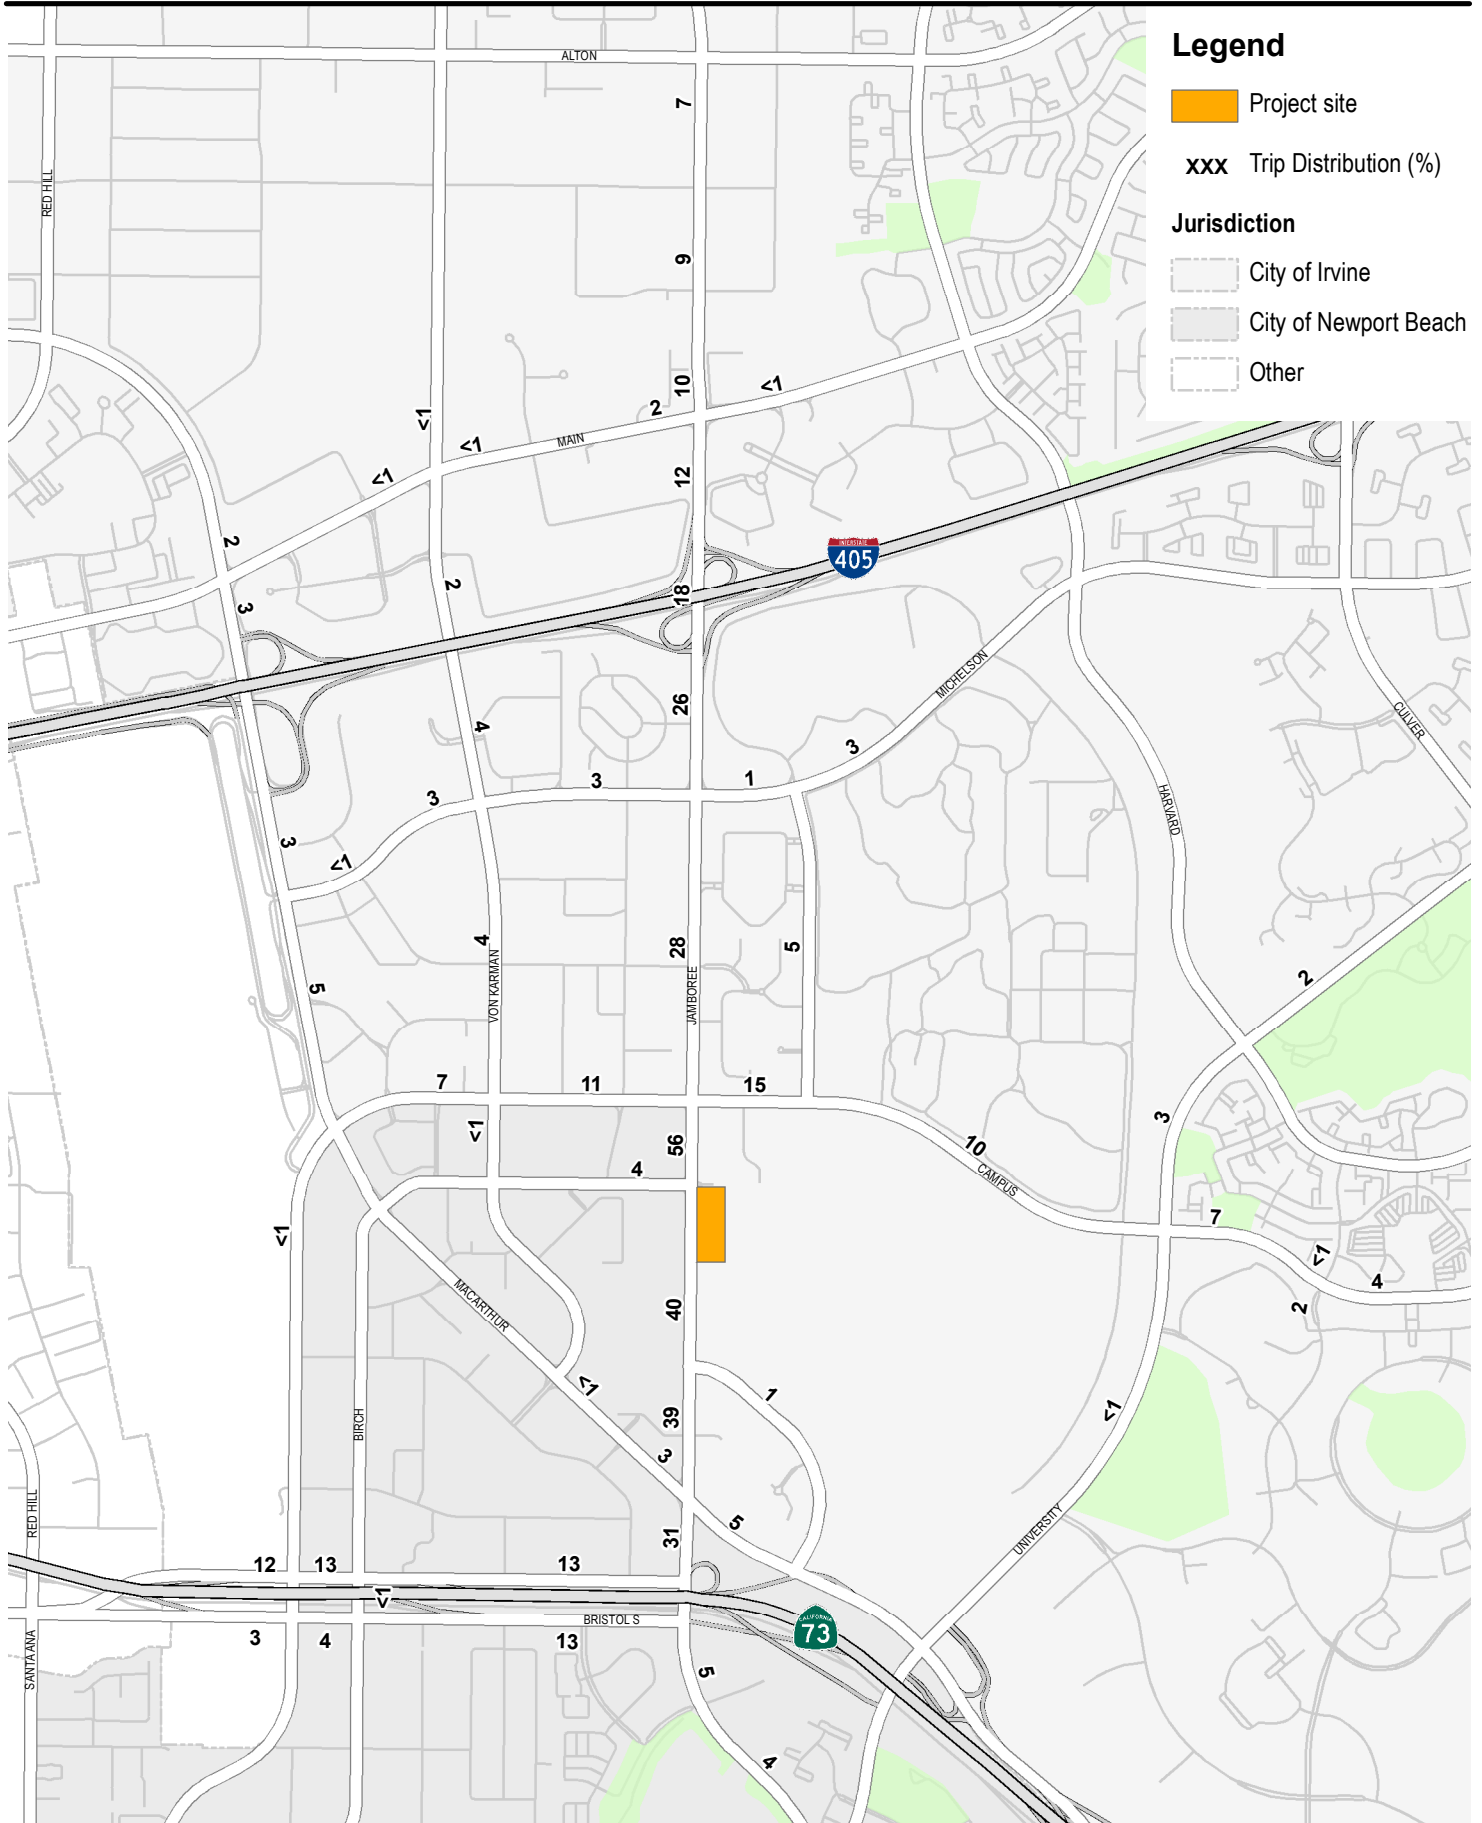 Legend
Project site
xxx Trip Distribution (%)
Jurisdiction
City of Irvine
City of Newport Beach
Other
ALTON
7
RED HILL
9
10
<1
2
<1
<1
MAIN
<1
12
2
INTERSTATE
405
2
3
18
MICHELSON
26
CULVER
4
3
3
1
3
HARVARD
3
<1
4
28
5
2
VON KARMAN
JAMBOREE
5
7
11
15
3
<1
56
10
4
CAMPUS
7
<1
<1
4
2
MACARTHUR
40
<1
1
<1
39
BIRCH
3
RED HILL
5
31
UNIVERSITY
12
13
13
<1
BRISTOL S
CALIFORNIA
73
3
4
13
SANTA ANA
5
4